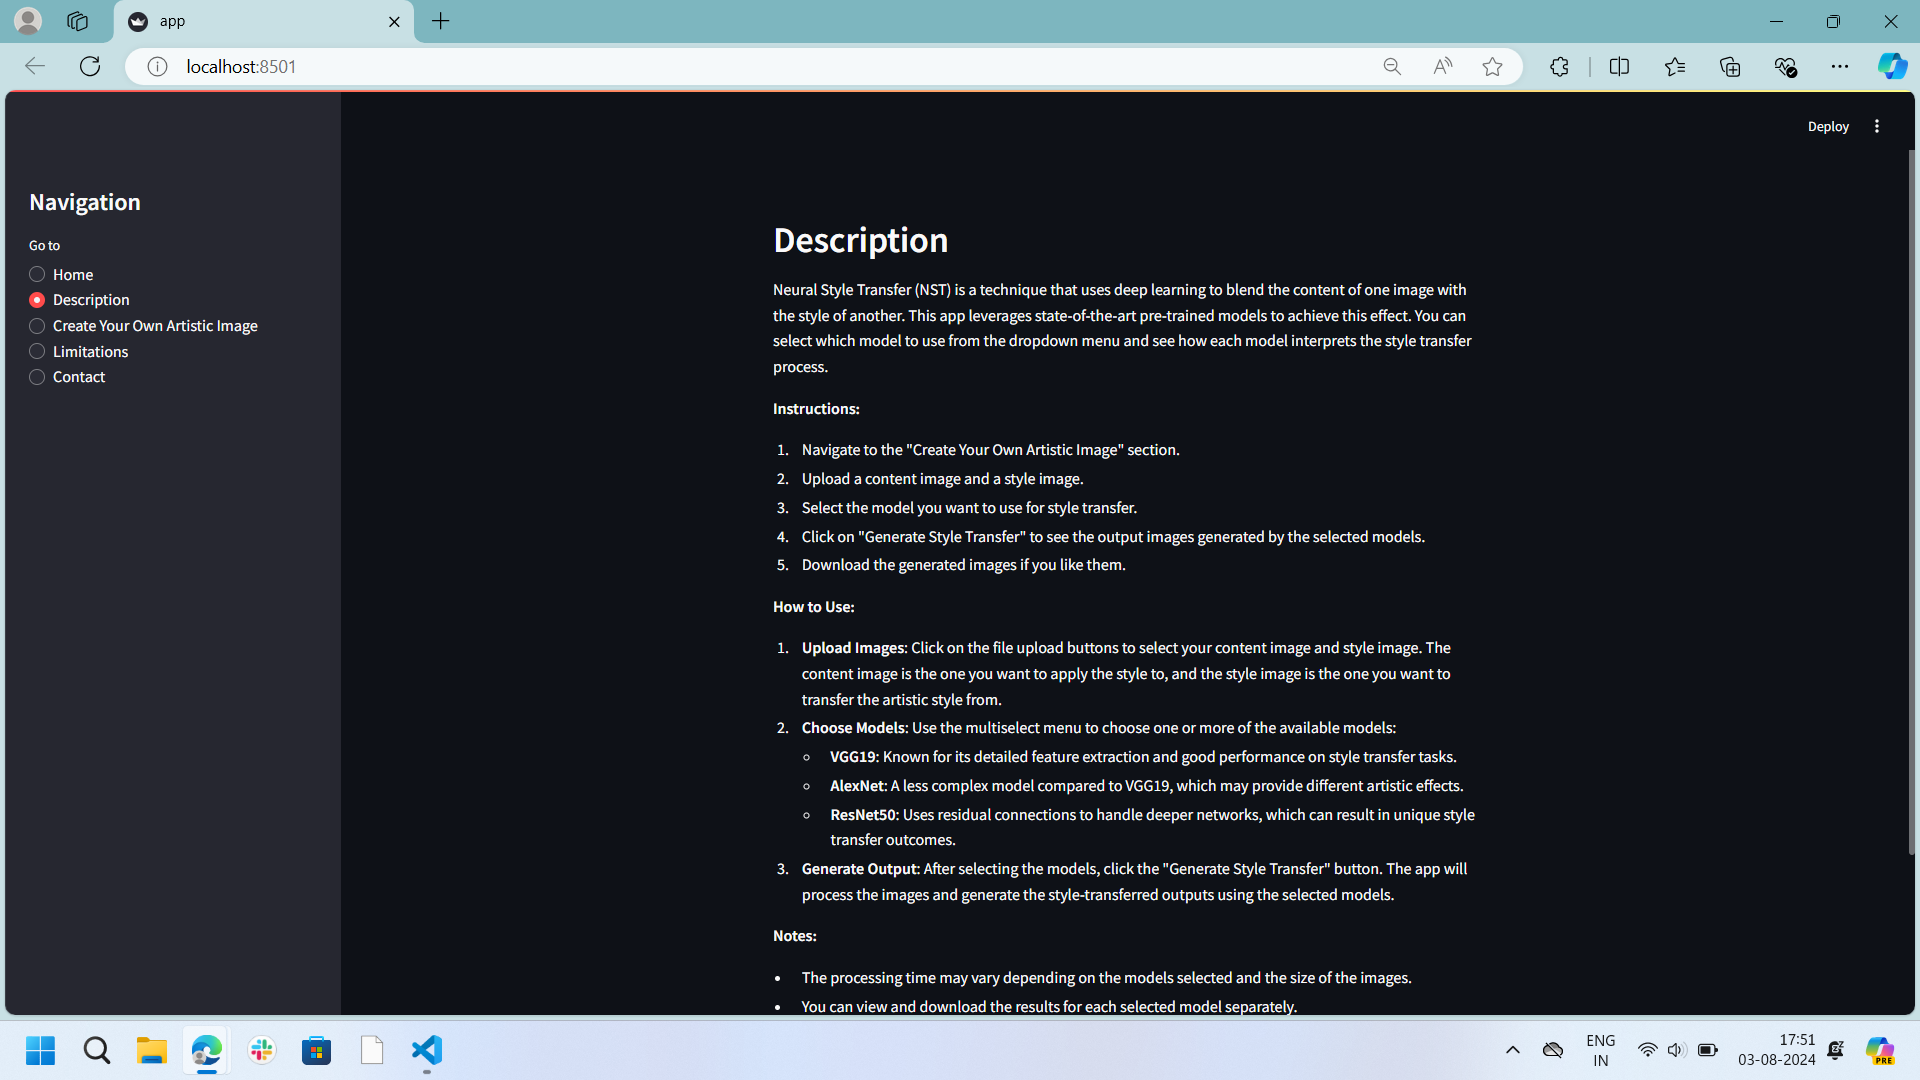 app
localhost:8501
Deploy
Navigation
Go to
Home
Description
Create Your Own Artistic Image
Limitations
Contact
Description
Neural Style Transfer (NST) is a technique that uses deep learning to blend the content of one image with
the style of another. This app leverages state-of-the-art pre-trained models to achieve this effect. You can
select which model to use from the dropdown menu and see how each model interprets the style transfer
process.
Instructions:
1. Navigate to the "Create Your Own Artistic Image" section.
2. Upload a content image and a style image.
3. Select the model you want to use for style transfer.
4. Click on "Generate Style Transfer" to see the output images generated by the selected models.
5. Download the generated images if you like them.
How to Use:
1. Upload Images: Click on the file upload buttons to select your content image and style image. The
content image is the one you want to apply the style to, and the style image is the one you want to
transfer the artistic style from.
2. Choose Models: Use the multiselect menu to choose one or more of the available models:
◦ VGG19: Known for its detailed feature extraction and good performance on style transfer tasks.
◦ AlexNet: A less complex model compared to VGG19, which may provide different artistic effects.
◦ ResNet50: Uses residual connections to handle deeper networks, which can result in unique style
transfer outcomes.
3. Generate Output: After selecting the models, click the "Generate Style Transfer" button. The app will
process the images and generate the style-transferred outputs using the selected models.
Notes:
• The processing time may vary depending on the models selected and the size of the images.
• You can view and download the results for each selected model separately.
ENG
IN
17:51
03-08-2024
PRE